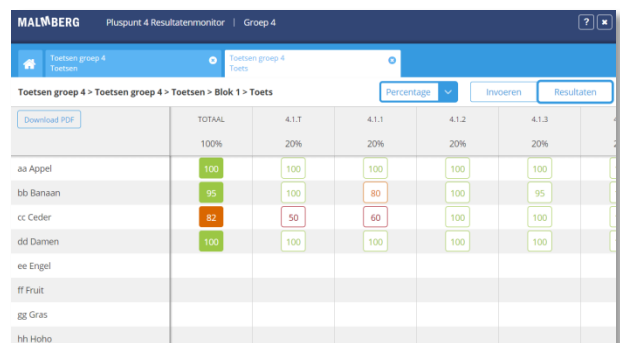 MALMBERG Pluspunt 4 Resultatenmonitor | Groep 4 ? ×
Toetsen groep 4
Toetsen
Toetsen groep 4
Toets
Toetsen groep 4 > Toetsen groep 4 > Toetsen > Blok 1 > Toets Percentage Invoeren Resultaten
Download PDF TOTAAL 4.1.T 4.1.1 4.1.2 4.1.3
100% 20% 20% 20% 20%
aa Appel 100 100 100 100 100
bb Banaan 95 100 80 100 95
cc Ceder 82 50 60 100 100
dd Damen 100 100 100 100 100
ee Engel
ff Fruit
gg Gras
hh Hoho